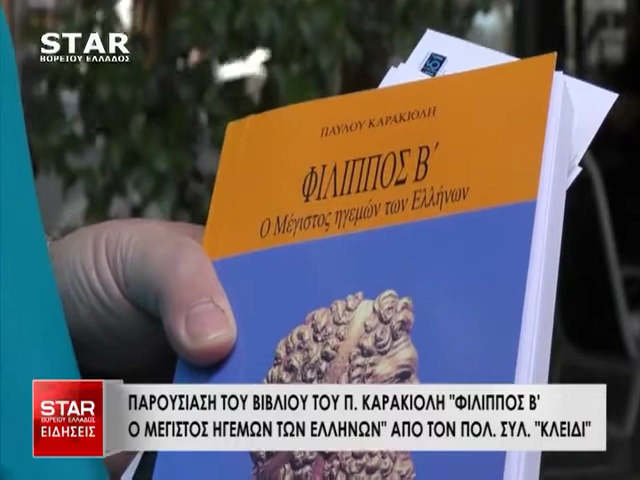 STAR
ΒΟΡΕΙΟΥ ΕΛΛΑΔΟΣ
ΠΑΥΛΟΥ ΚΑΡΑΚΙΟΛΗ
ΦΙΛΙΠΠΟΣ Β΄
Ο Μέγιστος ηγεμών των Ελλήνων
STAR
ΒΟΡΕΙΟΥ ΕΛΛΑΔΟΣ
ΕΙΔΗΣΕΙΣ
ΠΑΡΟΥΣΙΑΣΗ ΤΟΥ ΒΙΒΛΙΟΥ ΤΟΥ Π. ΚΑΡΑΚΙΟΛΗ "ΦΙΛΙΠΠΟΣ Β'
Ο ΜΕΓΙΣΤΟΣ ΗΓΕΜΩΝ ΤΩΝ ΕΛΛΗΝΩΝ" ΑΠΟ ΤΟΝ ΠΟΛ. ΣΥΛ. "ΚΛΕΙΔΙ"